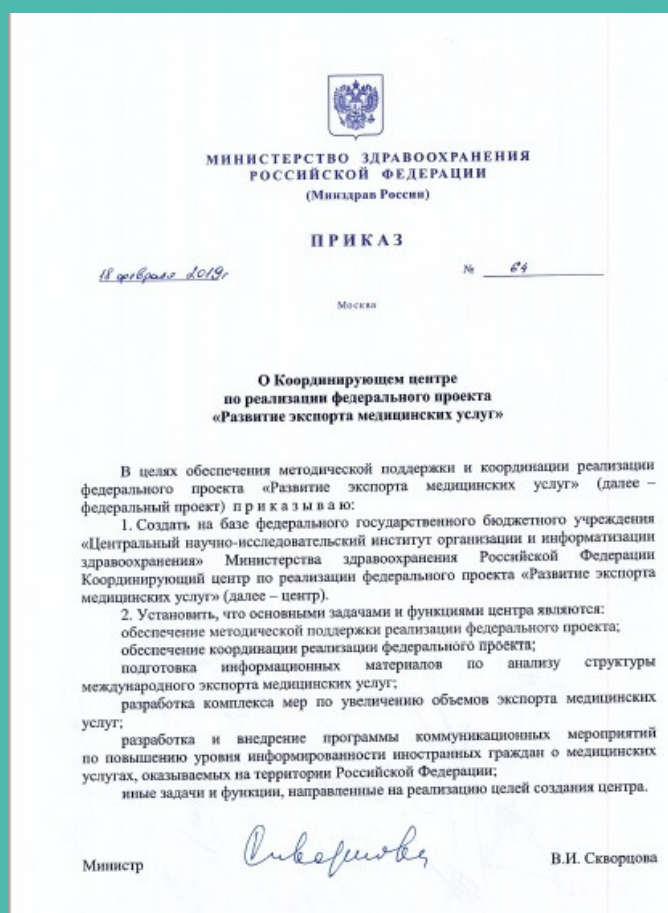 МИНИСТЕРСТВО ЗДРАВООХРАНЕНИЯ
РОССИЙСКОЙ ФЕДЕРАЦИИ
(Минздрав России)
ПРИКАЗ
18 февраля 2019г
№ 64
Москва
О Координирующем центре
по реализации федерального проекта
«Развитие экспорта медицинских услуг»
В целях обеспечения методической поддержки и координации реализации
федерального проекта «Развитие экспорта медицинских услуг» (далее –
федеральный проект) п р и к а з ы в а ю:
1. Создать на базе федерального государственного бюджетного учреждения
«Центральный научно-исследовательский институт организации и информатизации
здравоохранения» Министерства здравоохранения Российской Федерации
Координирующий центр по реализации федерального проекта «Развитие экспорта
медицинских услуг» (далее – центр).
2. Установить, что основными задачами и функциями центра являются:
обеспечение методической поддержки реализации федерального проекта;
обеспечение координации реализации федерального проекта;
подготовка информационных материалов по анализу структуры
международного экспорта медицинских услуг;
разработка комплекса мер по увеличению объемов экспорта медицинских
услуг;
разработка и внедрение программы коммуникационных мероприятий
по повышению уровня информированности иностранных граждан о медицинских
услугах, оказываемых на территории Российской Федерации;
иные задачи и функции, направленные на реализацию целей создания центра.
Министр
Скворцова
В.И. Скворцова